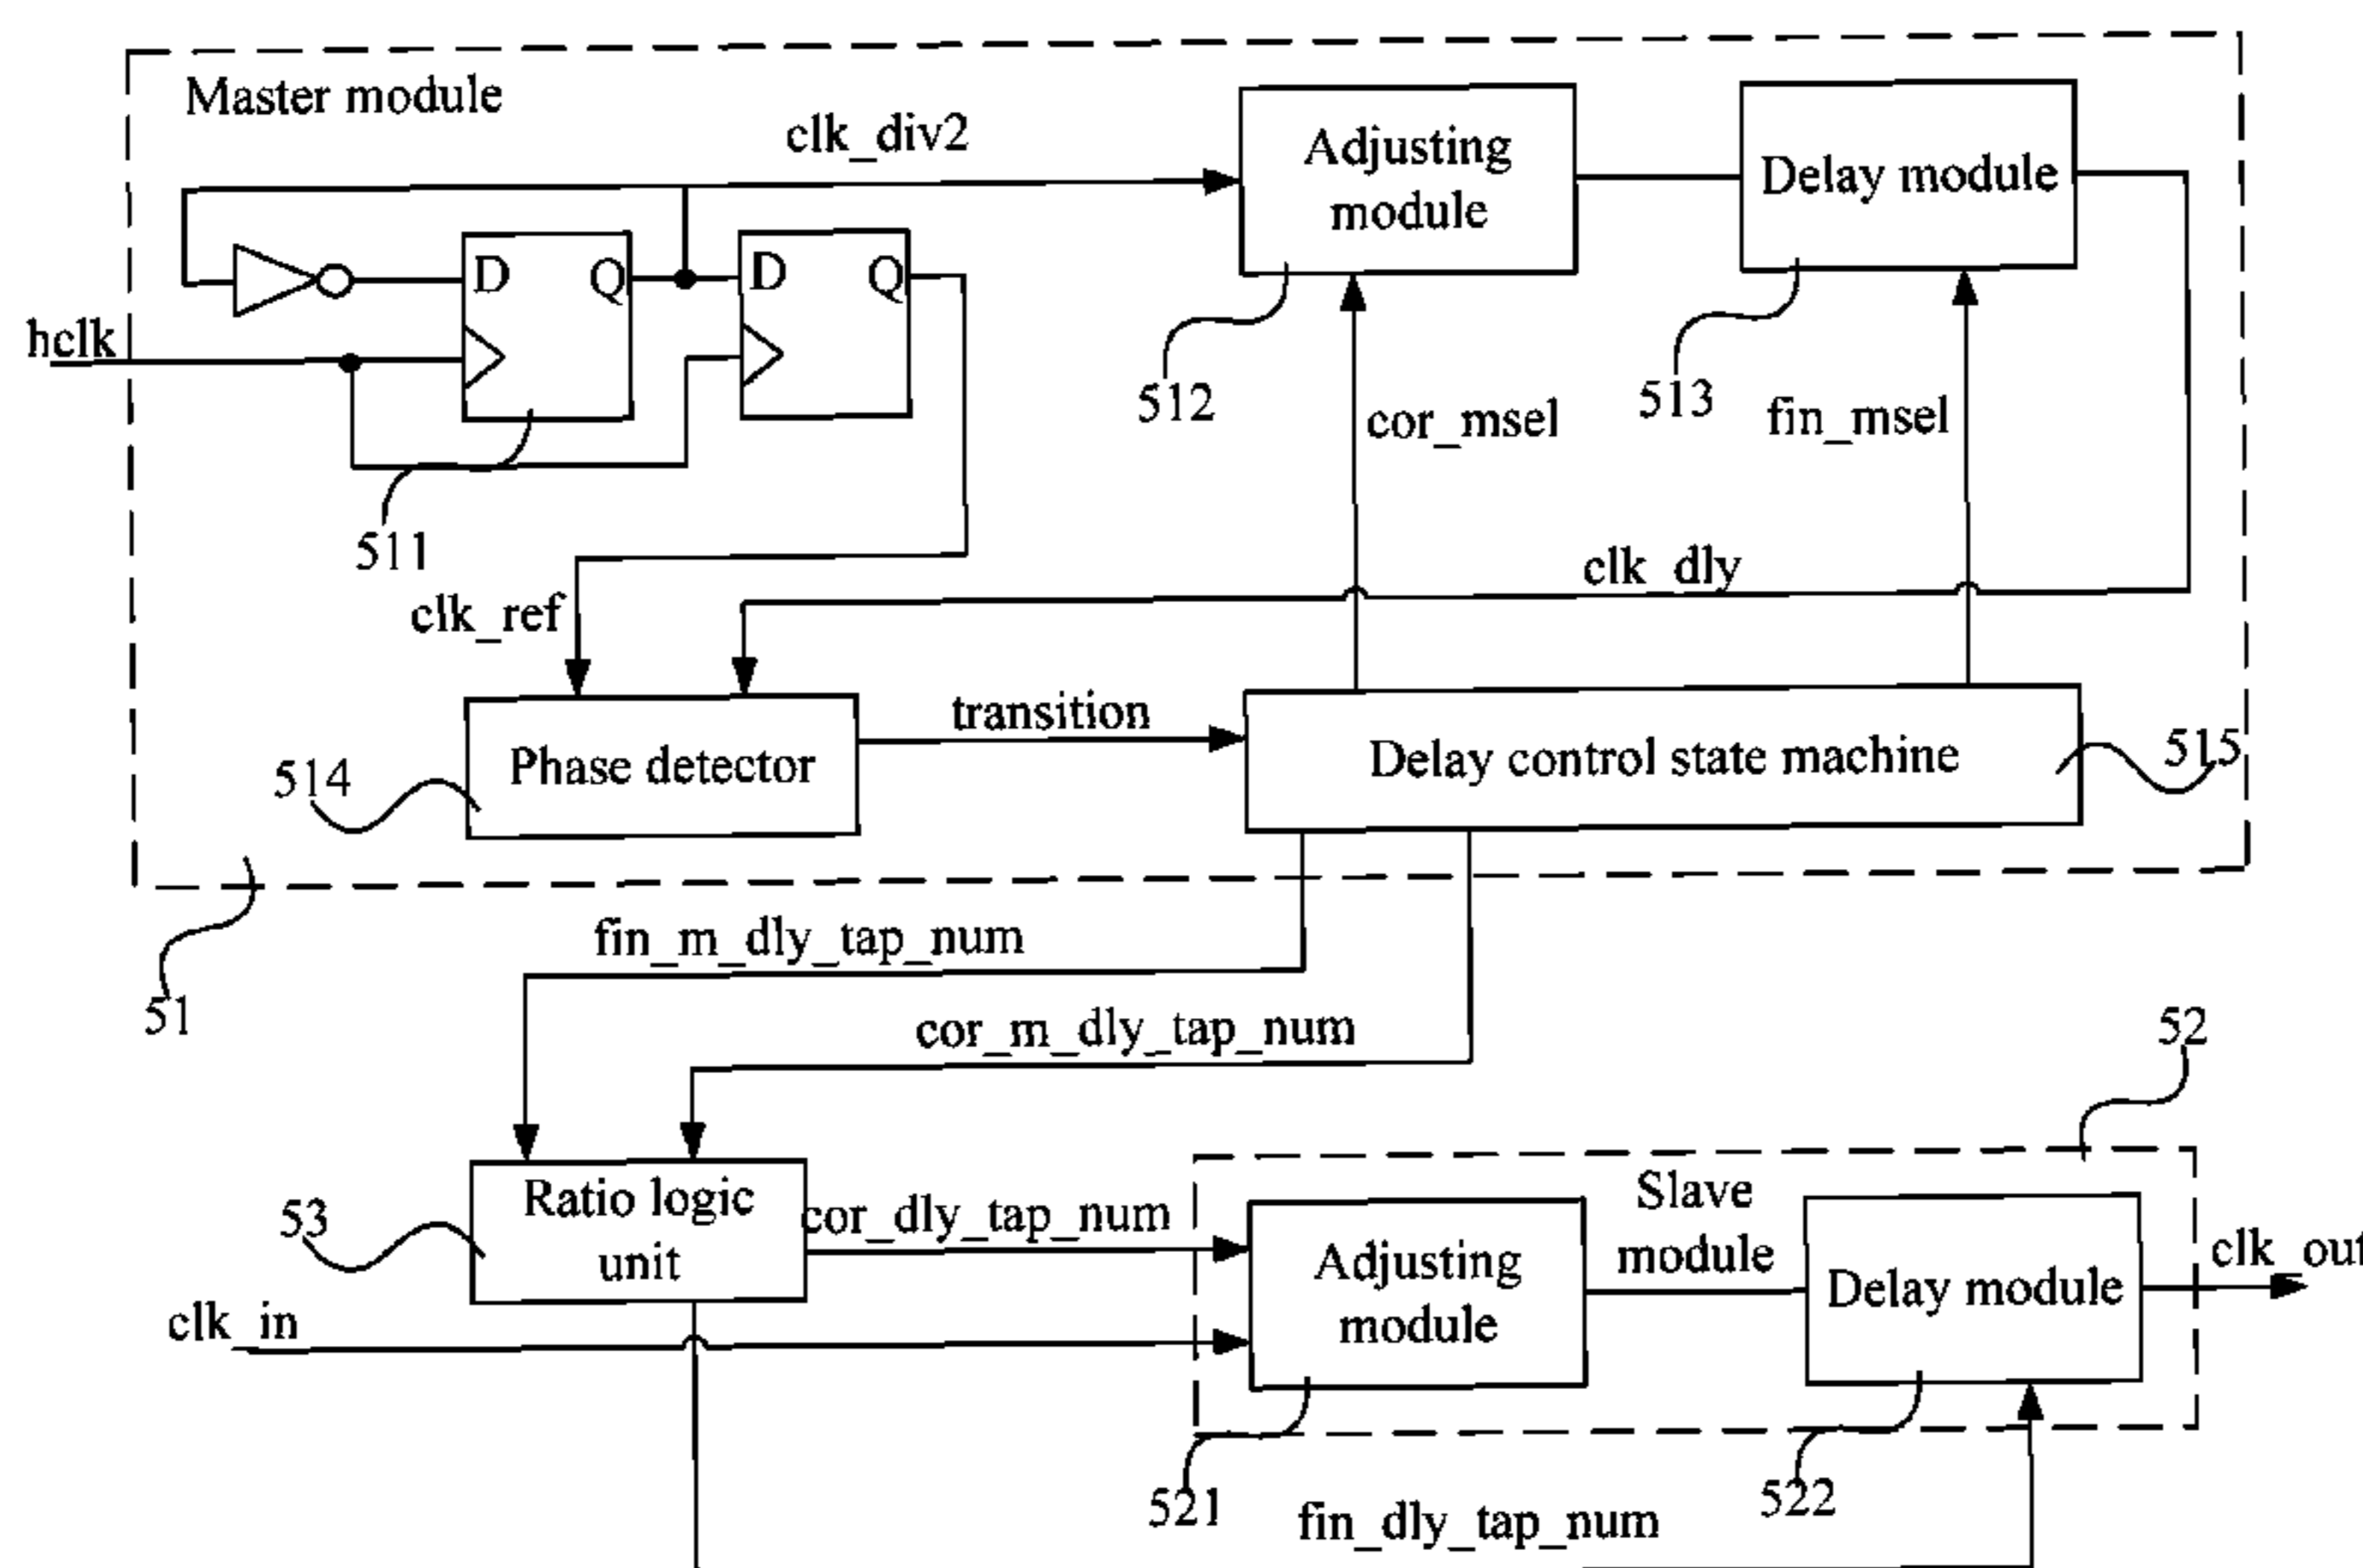 Master module
clk_div2
Adjusting
module
Delay module
D
Q
D
Q
hclk
512
513
cor_msel
fin_msel
511
clk_dly
clk_ref
transition
Phase detector
Delay control state machine
514
515
fin_m_dly_tap_num
51
cor_m_dly_tap_num
52
Ratio logic
unit
53
cor_dly_tap_num
Slave
module
Adjusting
module
Delay module
clk_out
clk_in
521
522
fin_dly_tap_num